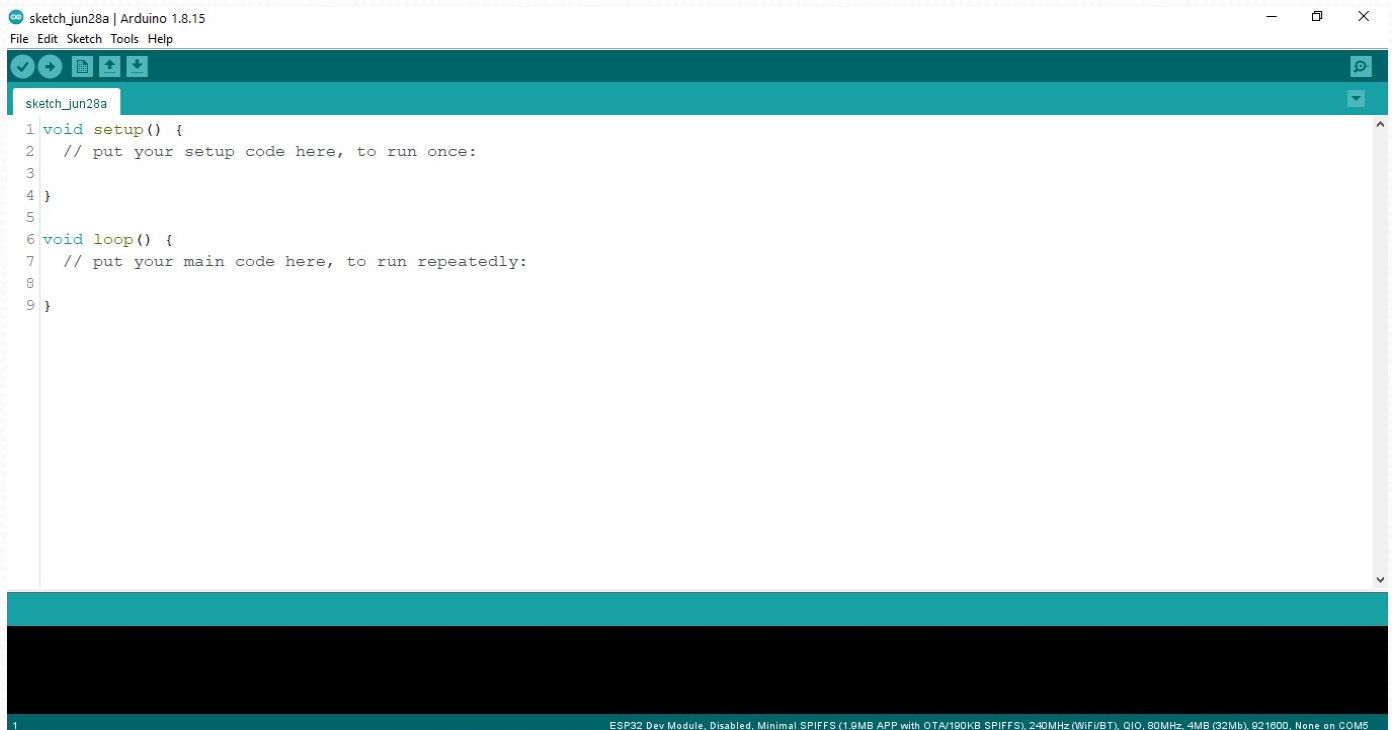 sketch_jun28a | Arduino 1.8.15
File Edit Sketch Tools Help
sketch_jun28a
1 void setup() {
2 // put your setup code here, to run once:
3
4 }
5
6 void loop() {
7 // put your main code here, to run repeatedly:
8
9 }
1 ESP32 Dev Module, Disabled, Minimal SPIFFS (1.9MB APP with OTA/190KB SPIFFS), 240MHz (WiFi/BT), QIO, 80MHz, 4MB (32Mb), 921600, None on COM5